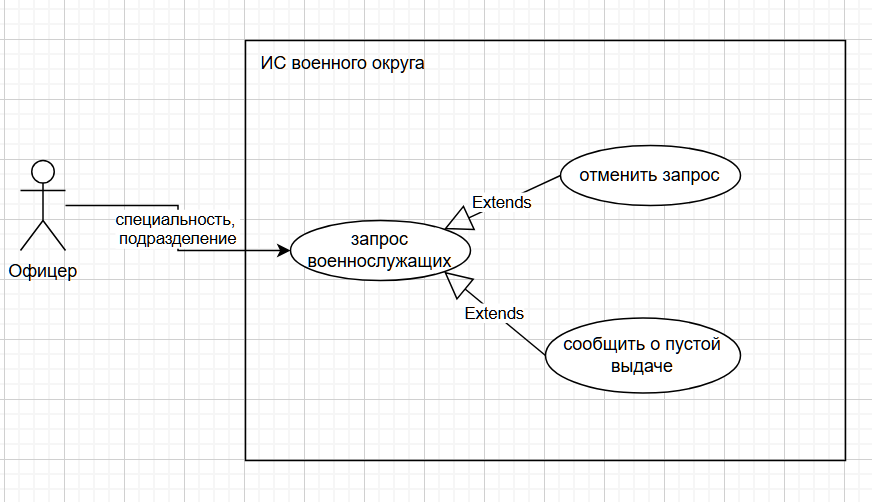 ИС военного округа
отменить запрос
Extends
специальность,
подразделение
запрос
военнослужащих
Офицер
Extends
сообщить о пустой
выдаче